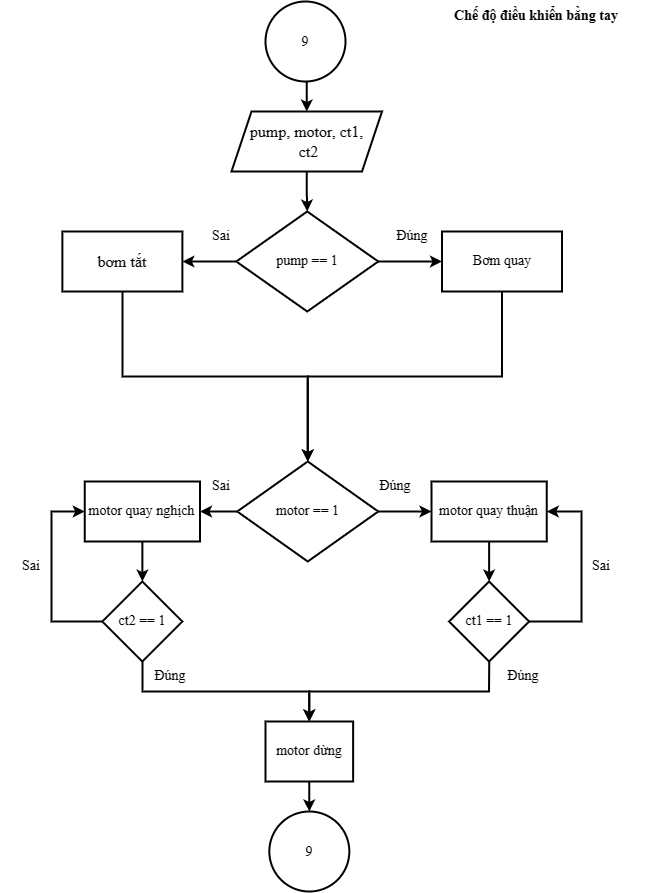 Chế độ điều khiển bằng tay
9
pump, motor, ct1,
ct2
Sai
Đúng
bơm tắt
pump == 1
Bơm quay
Sai
Đúng
motor quay nghịch
motor == 1
motor quay thuận
Sai
Sai
ct2 == 1
ct1 == 1
Đúng
Đúng
motor dừng
9